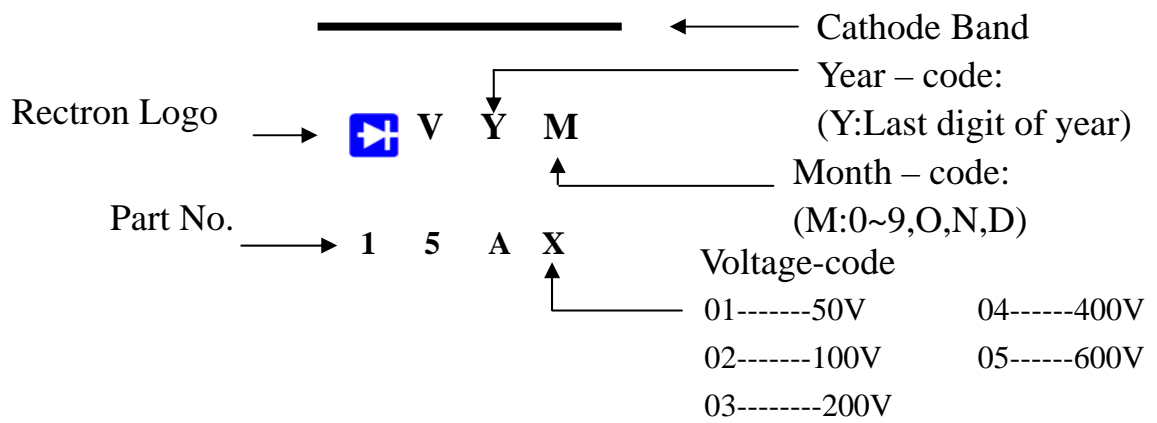 Cathode Band
Year – code:
Rectron Logo
V Y M
(Y:Last digit of year)
Month – code:
(M:0~9,O,N,D)
Part No.
1 5 A X
Voltage-code
01-------50V 04------400V
02-------100V 05------600V
03--------200V